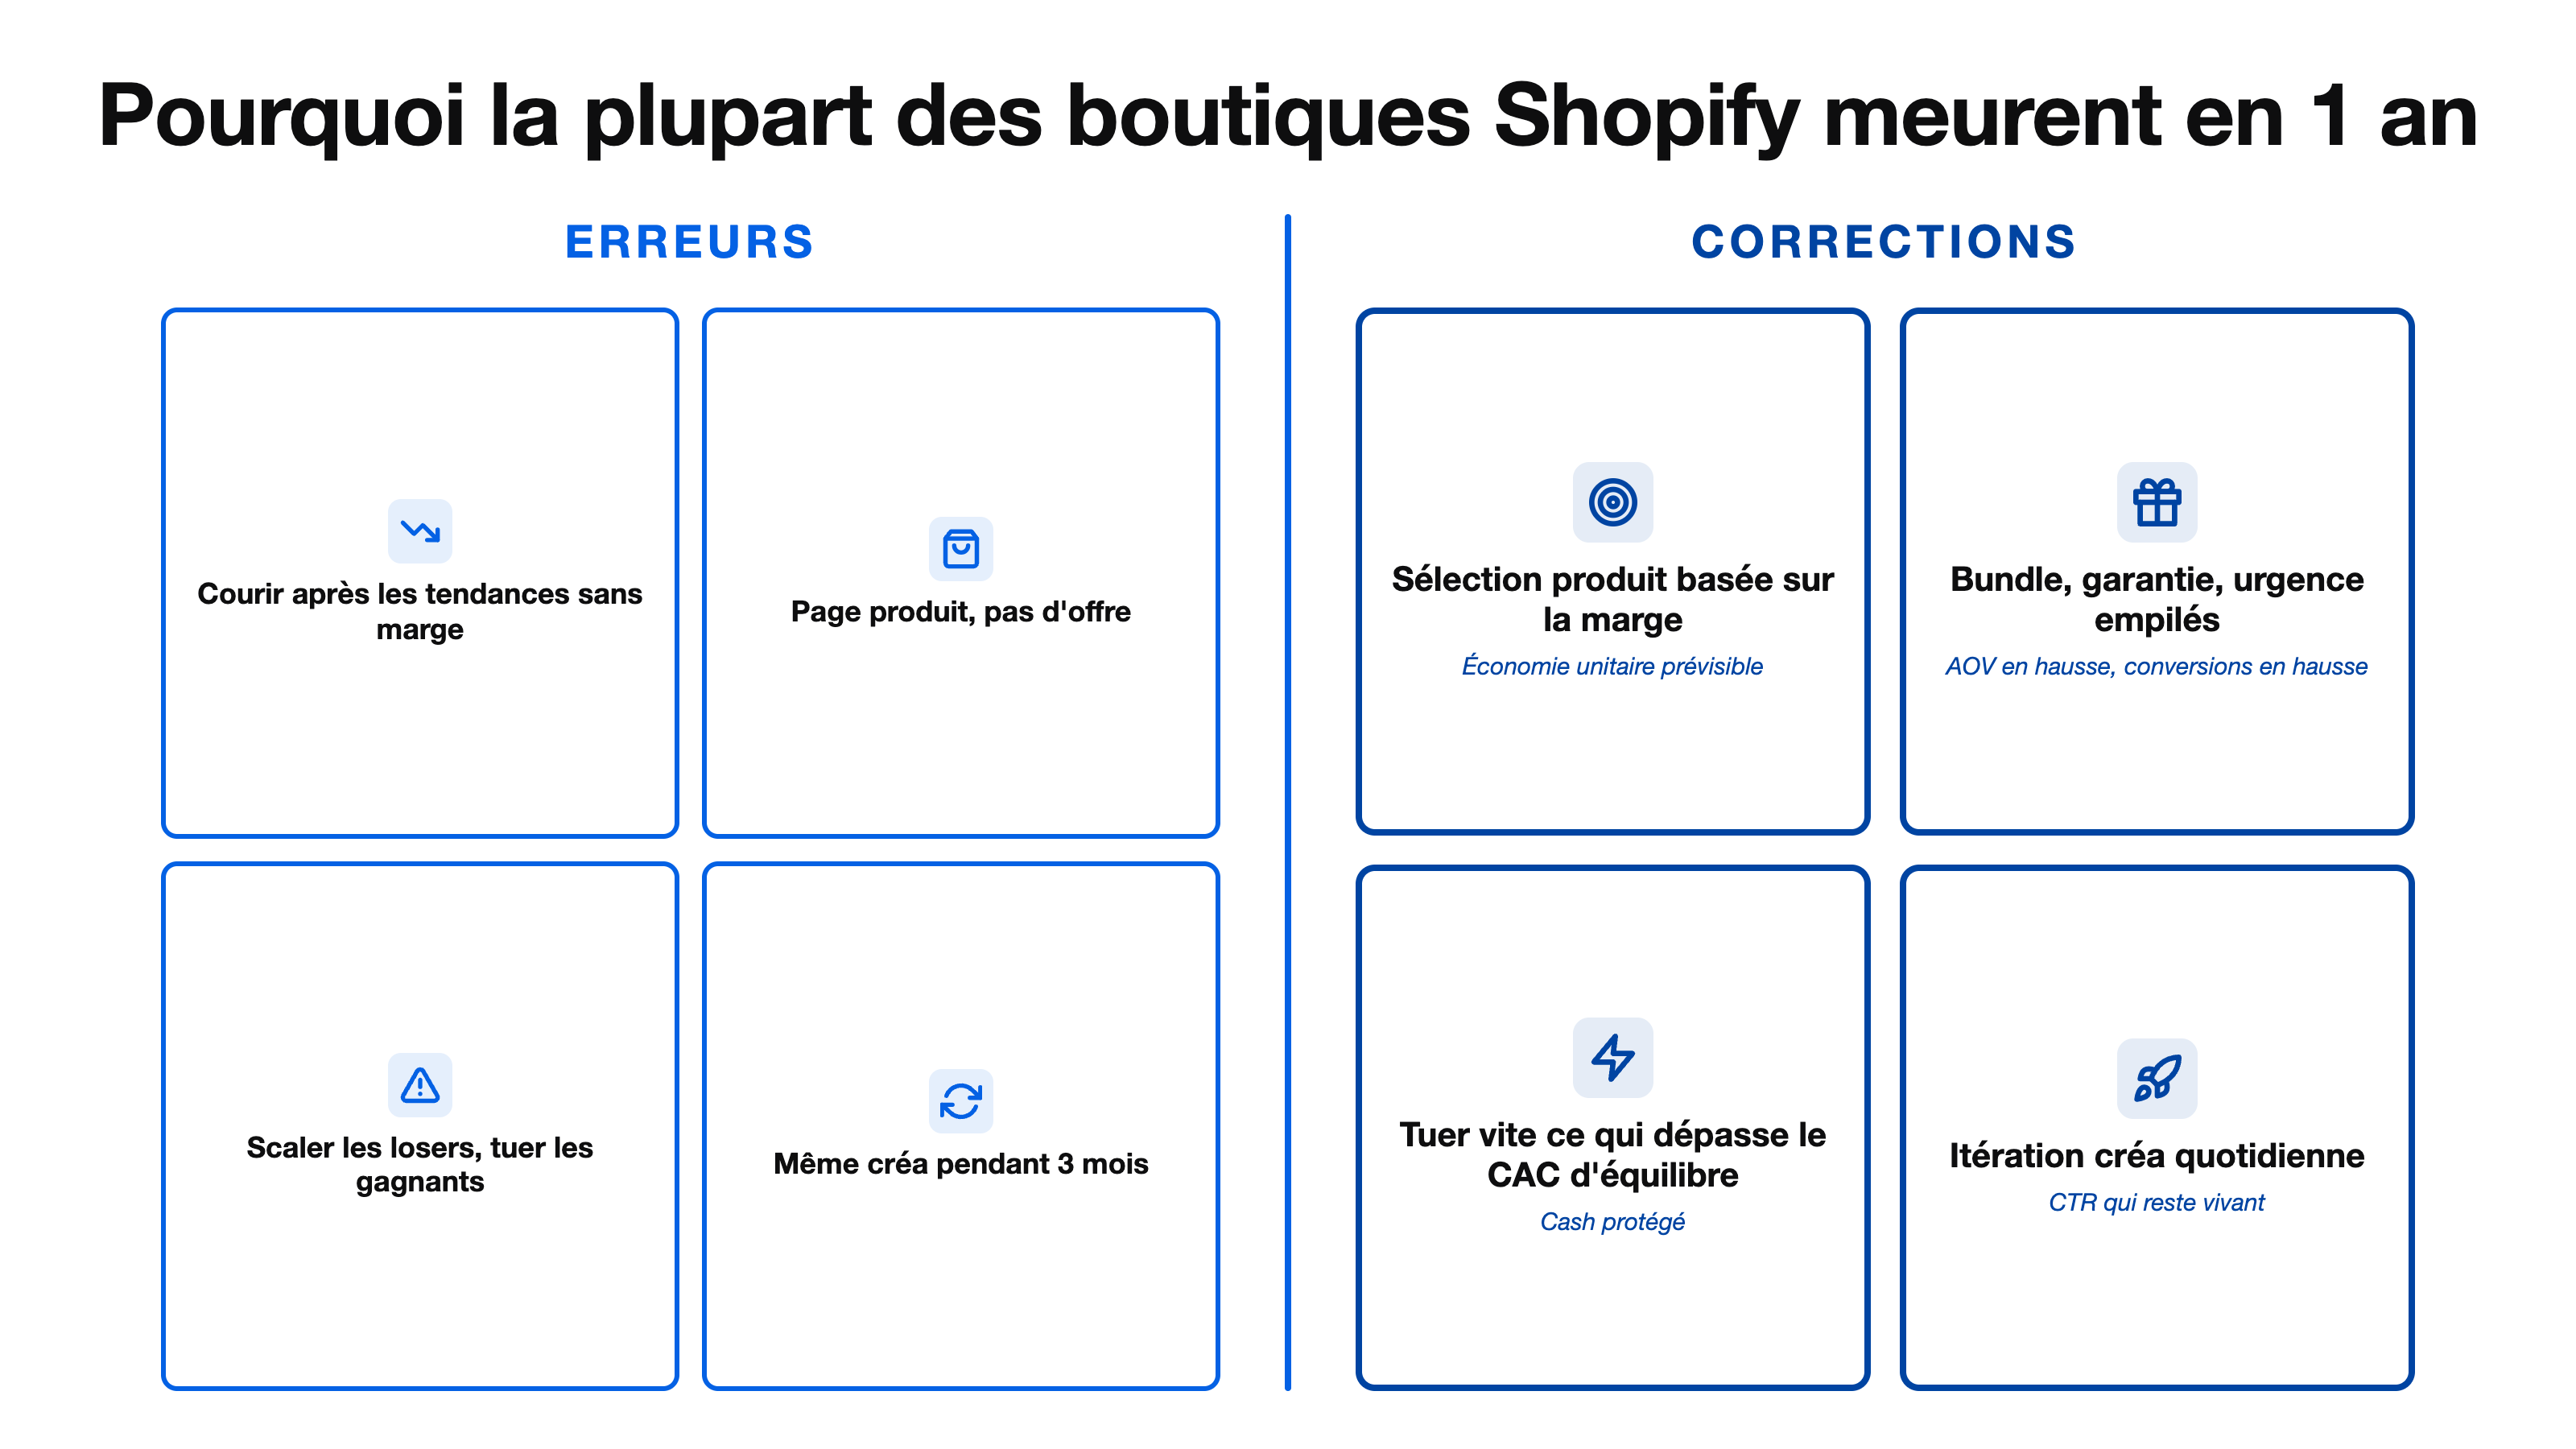 Pourquoi la plupart des boutiques Shopify meurent en 1 an
ERREURS
Courir après les tendances sans
marge
Page produit, pas d'offre
Scaler les losers, tuer les
gagnants
Même créa pendant 3 mois
CORRECTIONS
Sélection produit basée sur
la marge
Économie unitaire prévisible
Bundle, garantie, urgence
empilés
AOV en hausse, conversions en hausse
Tuer vite ce qui dépasse le
CAC d'équilibre
Cash protégé
Itération créa quotidienne
CTR qui reste vivant